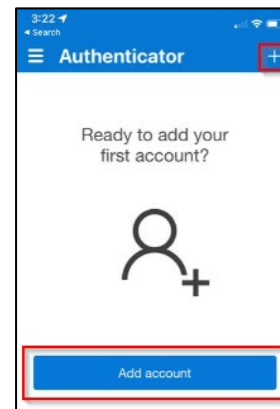 3:22
◂ Search
Authenticator
Ready to add your
first account?
Add account